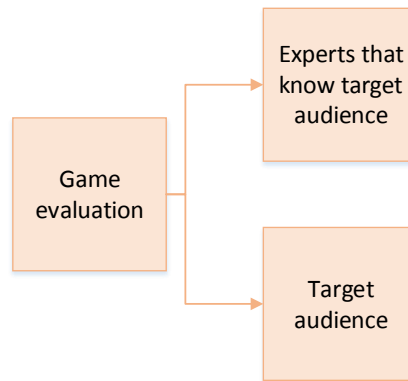 Experts that
know target
audience
Game
evaluation
Target
audience